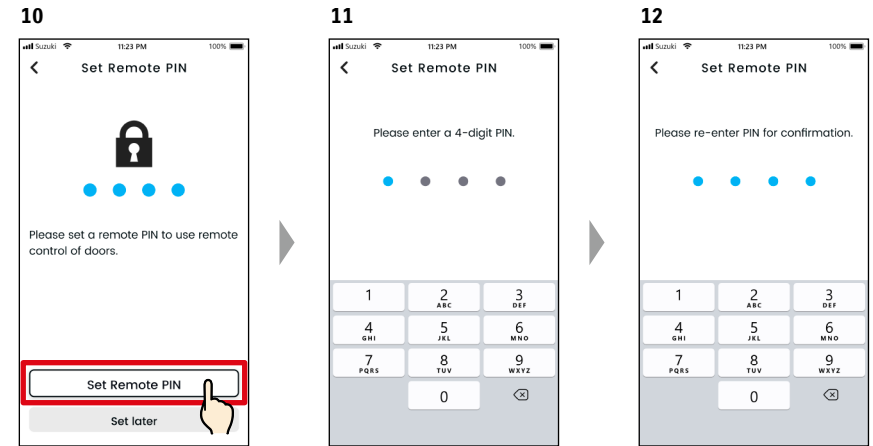 10
Suzuki 11:23 PM 100%
Set Remote PIN
Please set a remote PIN to use remote
control of doors.
Set Remote PIN
Set later
11
Suzuki 11:23 PM 100%
Set Remote PIN
Please enter a 4-digit PIN.
1 2 3
ABC DEF
4 5 6
GHI JKL MNO
7 8 9
PQRS TUV WXYZ
0
12
Suzuki 11:23 PM 100%
Set Remote PIN
Please re-enter PIN for confirmation.
1 2 3
ABC DEF
4 5 6
GHI JKL MNO
7 8 9
PQRS TUV WXYZ
0